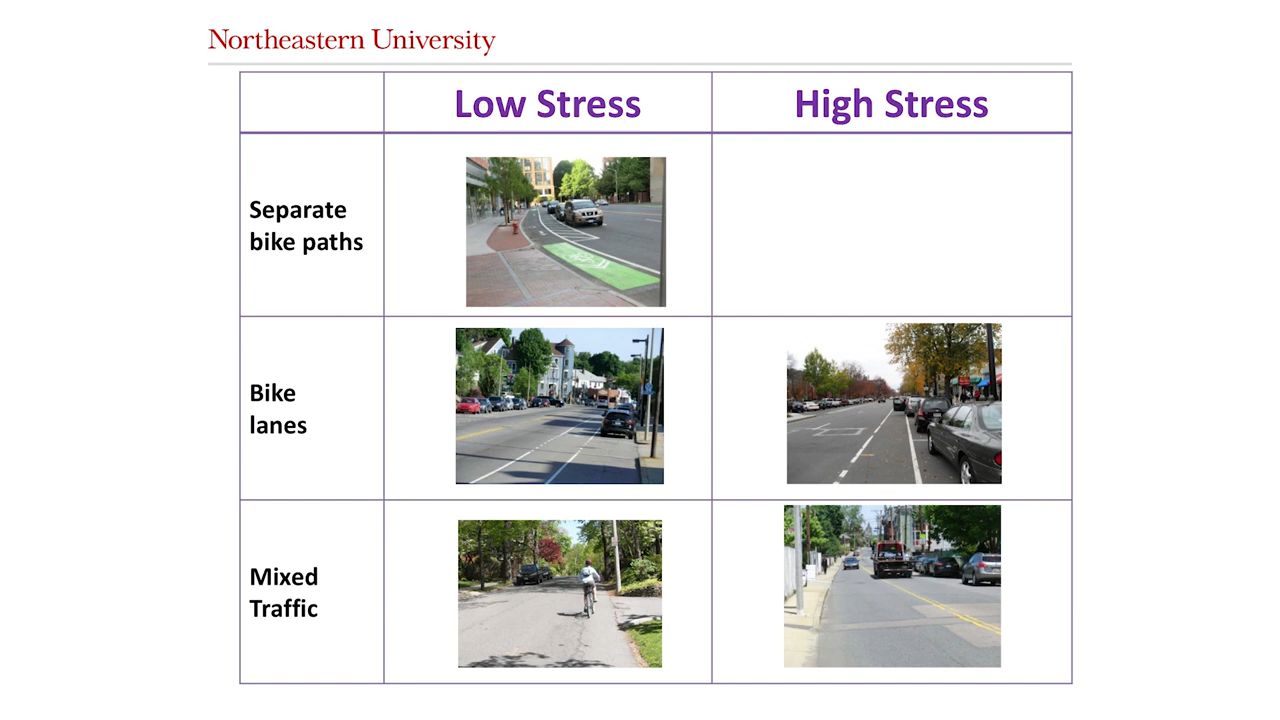 Northeastern University
Low Stress
High Stress
Separate
bike paths
Bike
lanes
Mixed
Traffic